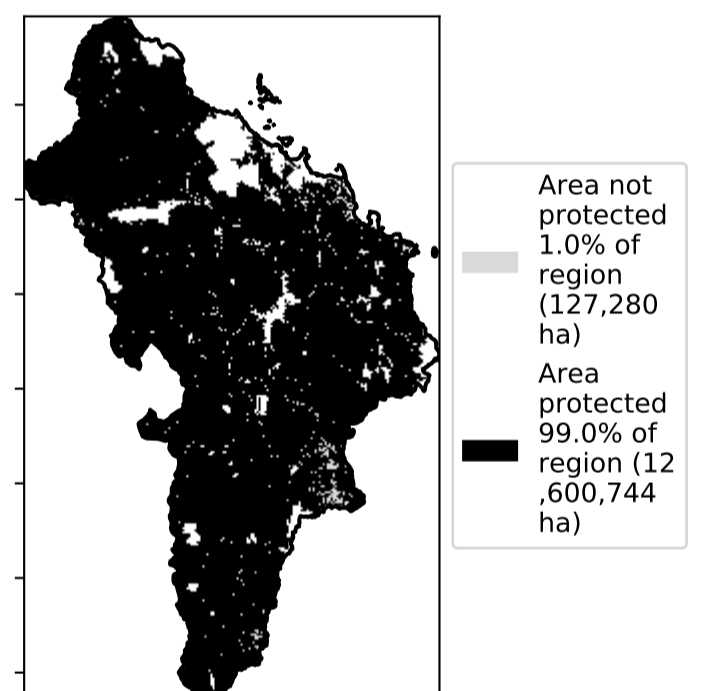 Area not
protected
1.0% of
region
(127,280
ha)
Area
protected
99.0% of
region (12
,600,744
ha)